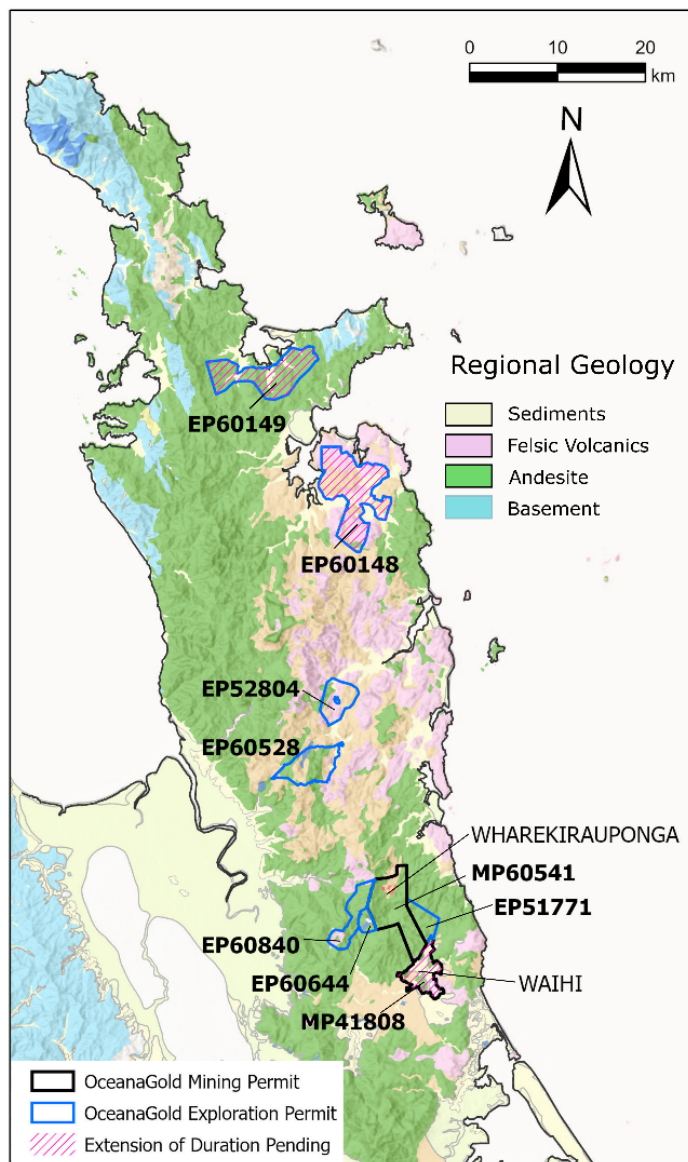 0 10 20
km
N
Regional Geology
Sediments
Felsic Volcanics
Andesite
Basement
EP60149
EP60148
EP52804
EP60528
WHAREKIRAUPONGA
MP60541
EP51771
EP60840
EP60644
WAIHI
MP41808
OceanaGold Mining Permit
OceanaGold Exploration Permit
Extension of Duration Pending